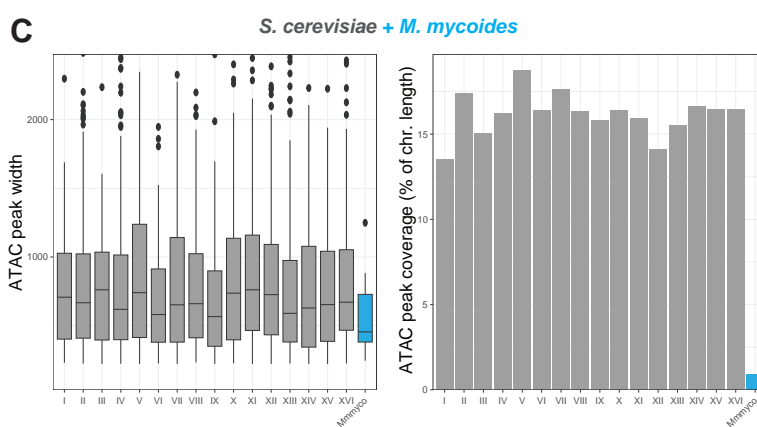 C
S. cerevisiae + M. mycoides
ATAC peak width
2000
1000
I II III IV V VI VII VIII IX X XI XII XIII XIV XV XVI Mmmyco
ATAC peak coverage (% of chr. length)
15
10
5
0
I II III IV V VI VII VIII IX X XI XII XIII XIV XV XVI Mmmyco